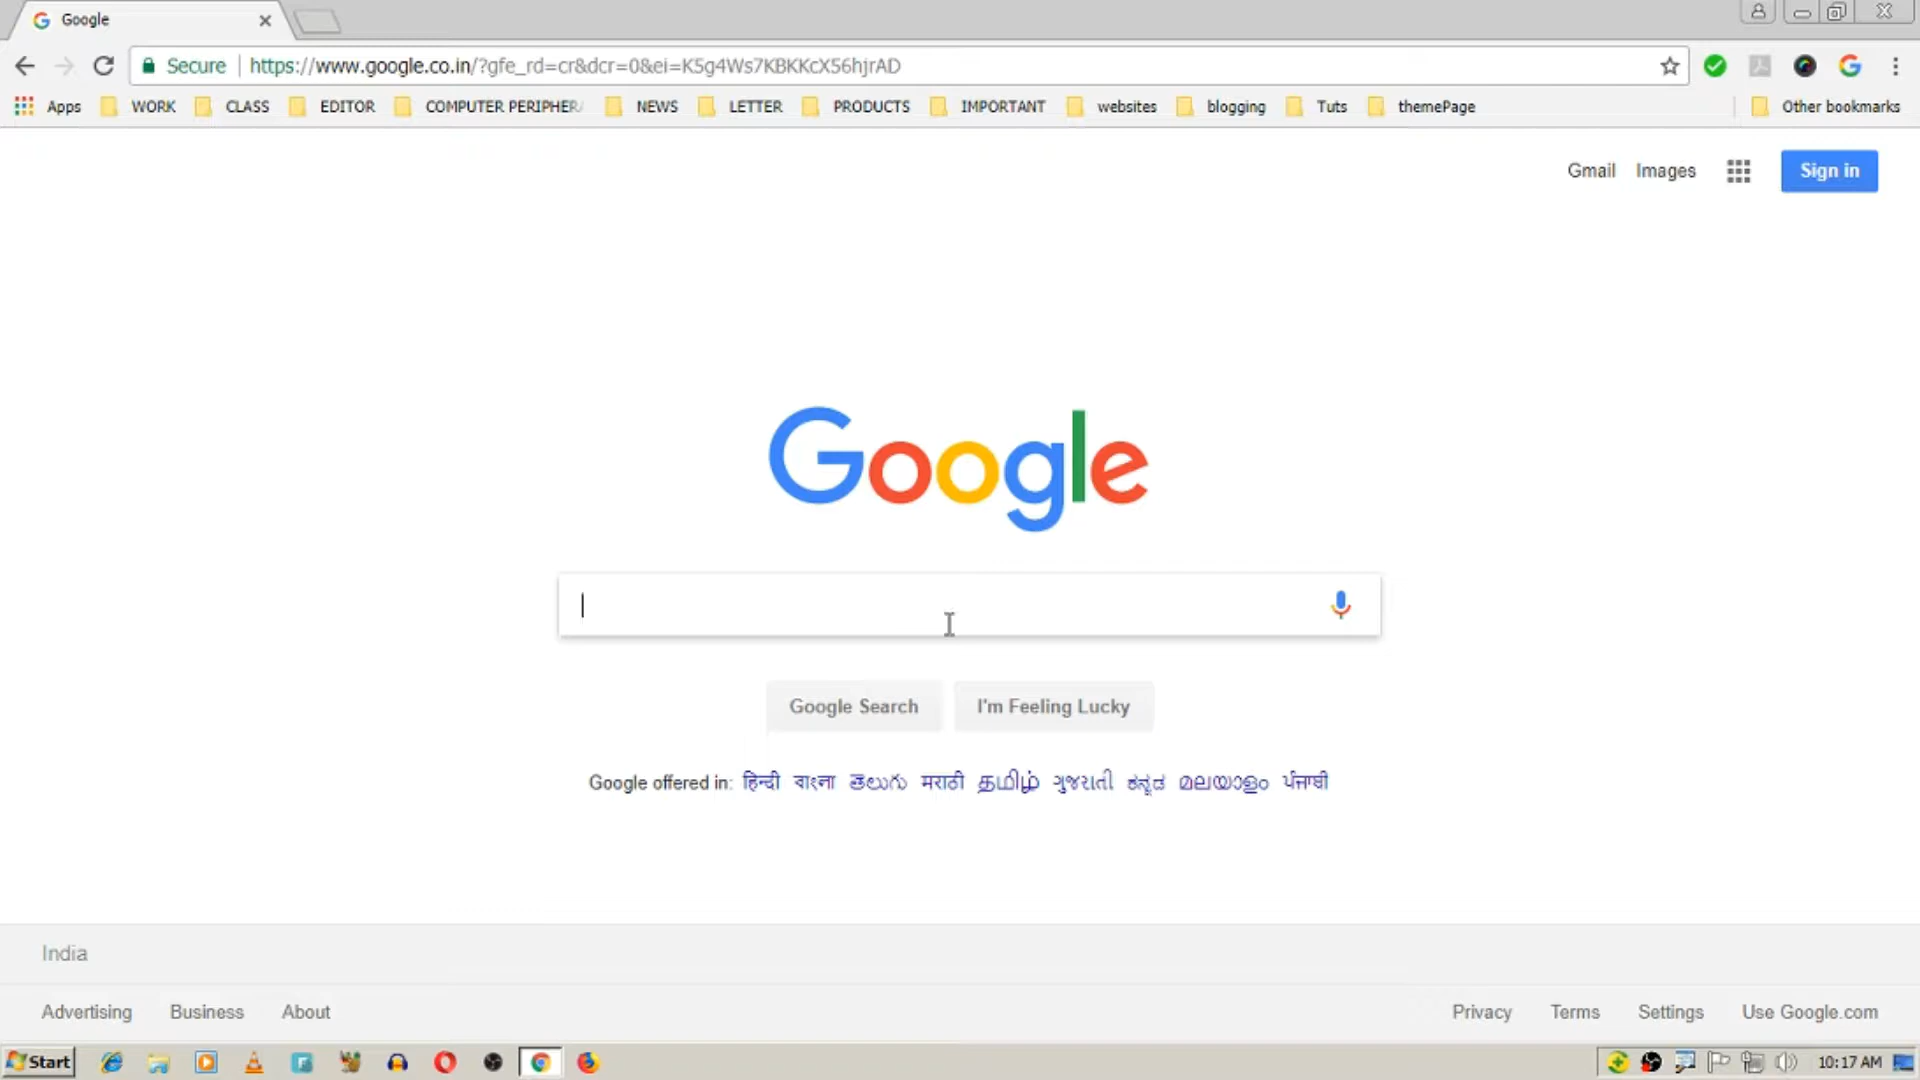 Google
Secure https://www.google.co.in/?gfe_rd=cr&dcr=0&ei=K5g4Ws7KBKKcX56hjrAD
Apps WORK CLASS EDITOR COMPUTER PERIPHER NEWS LETTER PRODUCTS IMPORTANT websites blogging Tuts themePage Other bookmarks
Gmail Images Sign in
Google
Google Search I'm Feeling Lucky
Google offered in: हिन्दी বাংলা తెలుగు मराठी தமிழ் ગુજરાતી ಕನ್ನಡ മലയാളം ਪੰਜਾਬੀ
India
Advertising Business About Privacy Terms Settings Use Google.com
Start 10:17 AM